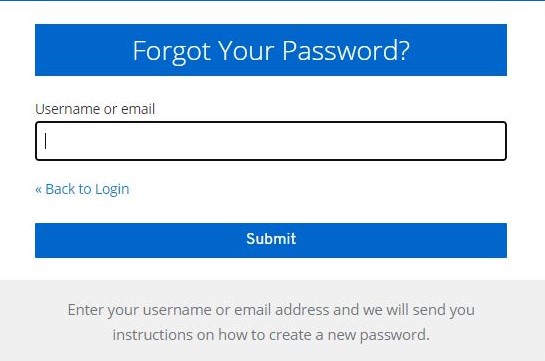 Forgot Your Password?
Username or email
« Back to Login
Submit
Enter your username or email address and we will send you
instructions on how to create a new password.